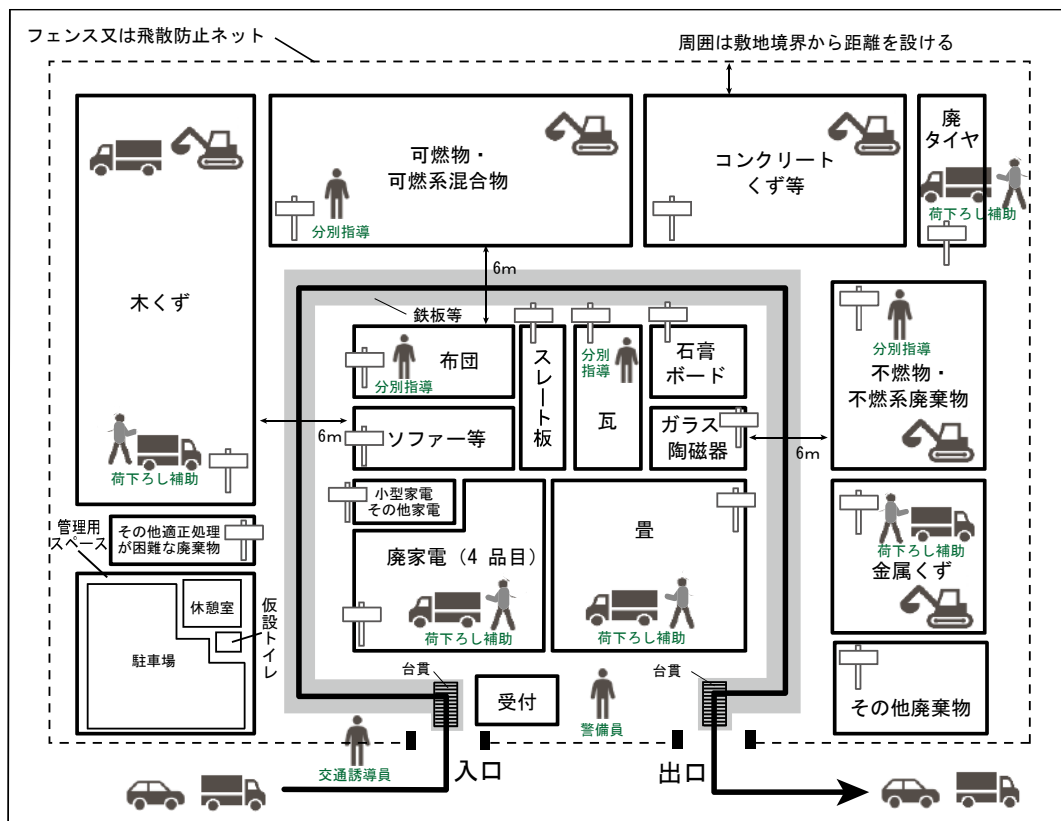 フェンス又は飛散防止ネット
周囲は敷地境界から距離を設ける
可燃物・
可燃系混合物
分別指導
コンクリート
くず等
廃
タイヤ
荷下ろし補助
木くず
荷下ろし補助
6m
鉄板等
6m
6m
布団
分別指導
スレート板
分別
指導
瓦
石膏
ボード
ソファー等
ガラス
陶磁器
分別指導
不燃物・
不燃系廃棄物
小型家電
その他家電
廃家電（4 品目）
荷下ろし補助
畳
荷下ろし補助
荷下ろし補助
金属くず
管理用
スペース
その他適正処理
が困難な廃棄物
休憩室
仮設トイレ
駐車場
台貫
受付
警備員
台貫
その他廃棄物
交通誘導員
入口
出口